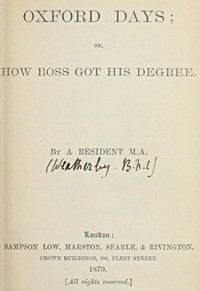 OXFORD DAYS;
OR,
HOW ROSS GOT HIS DEGREE.
BY A RESIDENT M.A.
(Weatherby. B.N.C)
London:
SAMPSON LOW, MARSTON, SEARLE, & RIVINGTON,
CROWN BUILDINGS, 188, FLEET STREET.
1879.
[All rights reserved.]